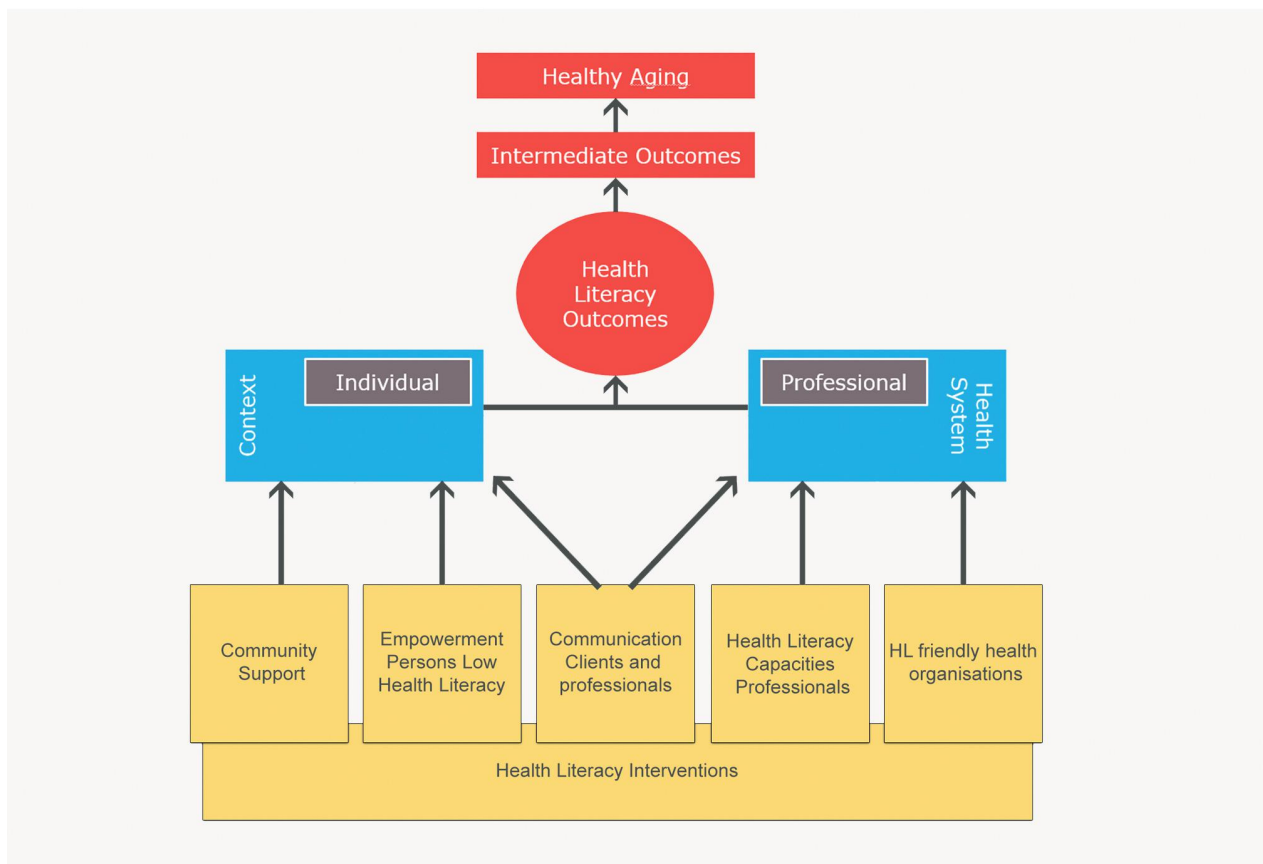 Healthy Aging
Intermediate Outcomes
Health
Literacy
Outcomes
Context
Individual
Professional
Health
System
Community
Support
Empowerment
Persons Low
Health Literacy
Communication
Clients and
professionals
Health Literacy
Capacities
Professionals
HL friendly health
organisations
Health Literacy Interventions